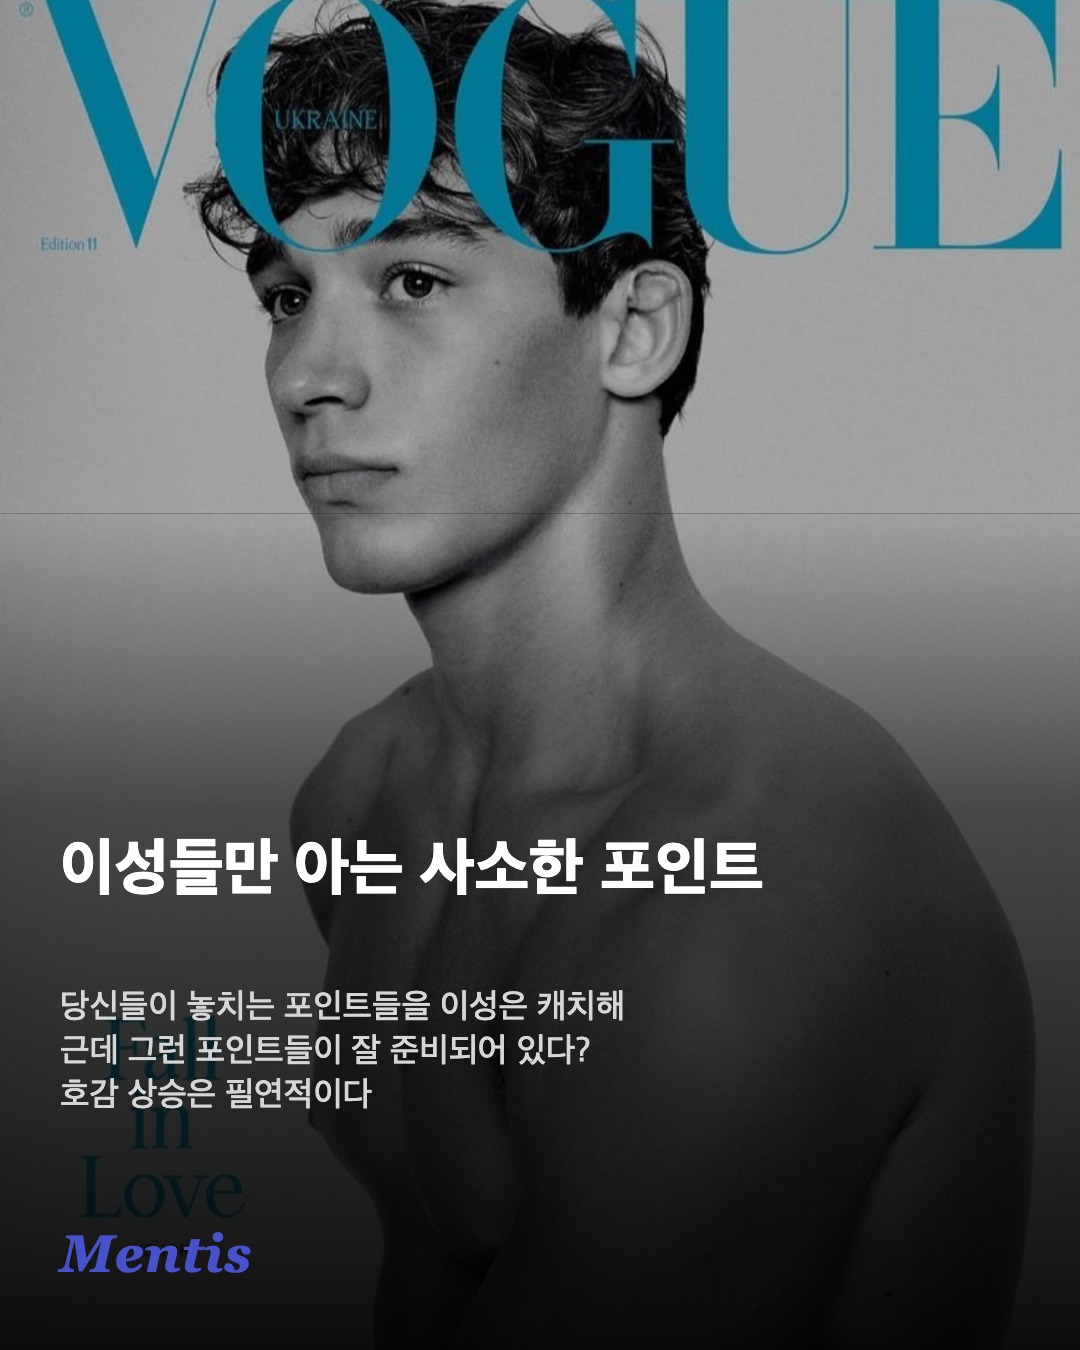 ®
VOGUE
UKRAINE
Edition 11
이성들만 아는 사소한 포인트
당신들이 놓치는 포인트들을 이성은 캐치해
근데 그런 포인트들이 잘 준비되어 있다?
호감 상승은 필연적이다
Fall
in
Love
Mentis